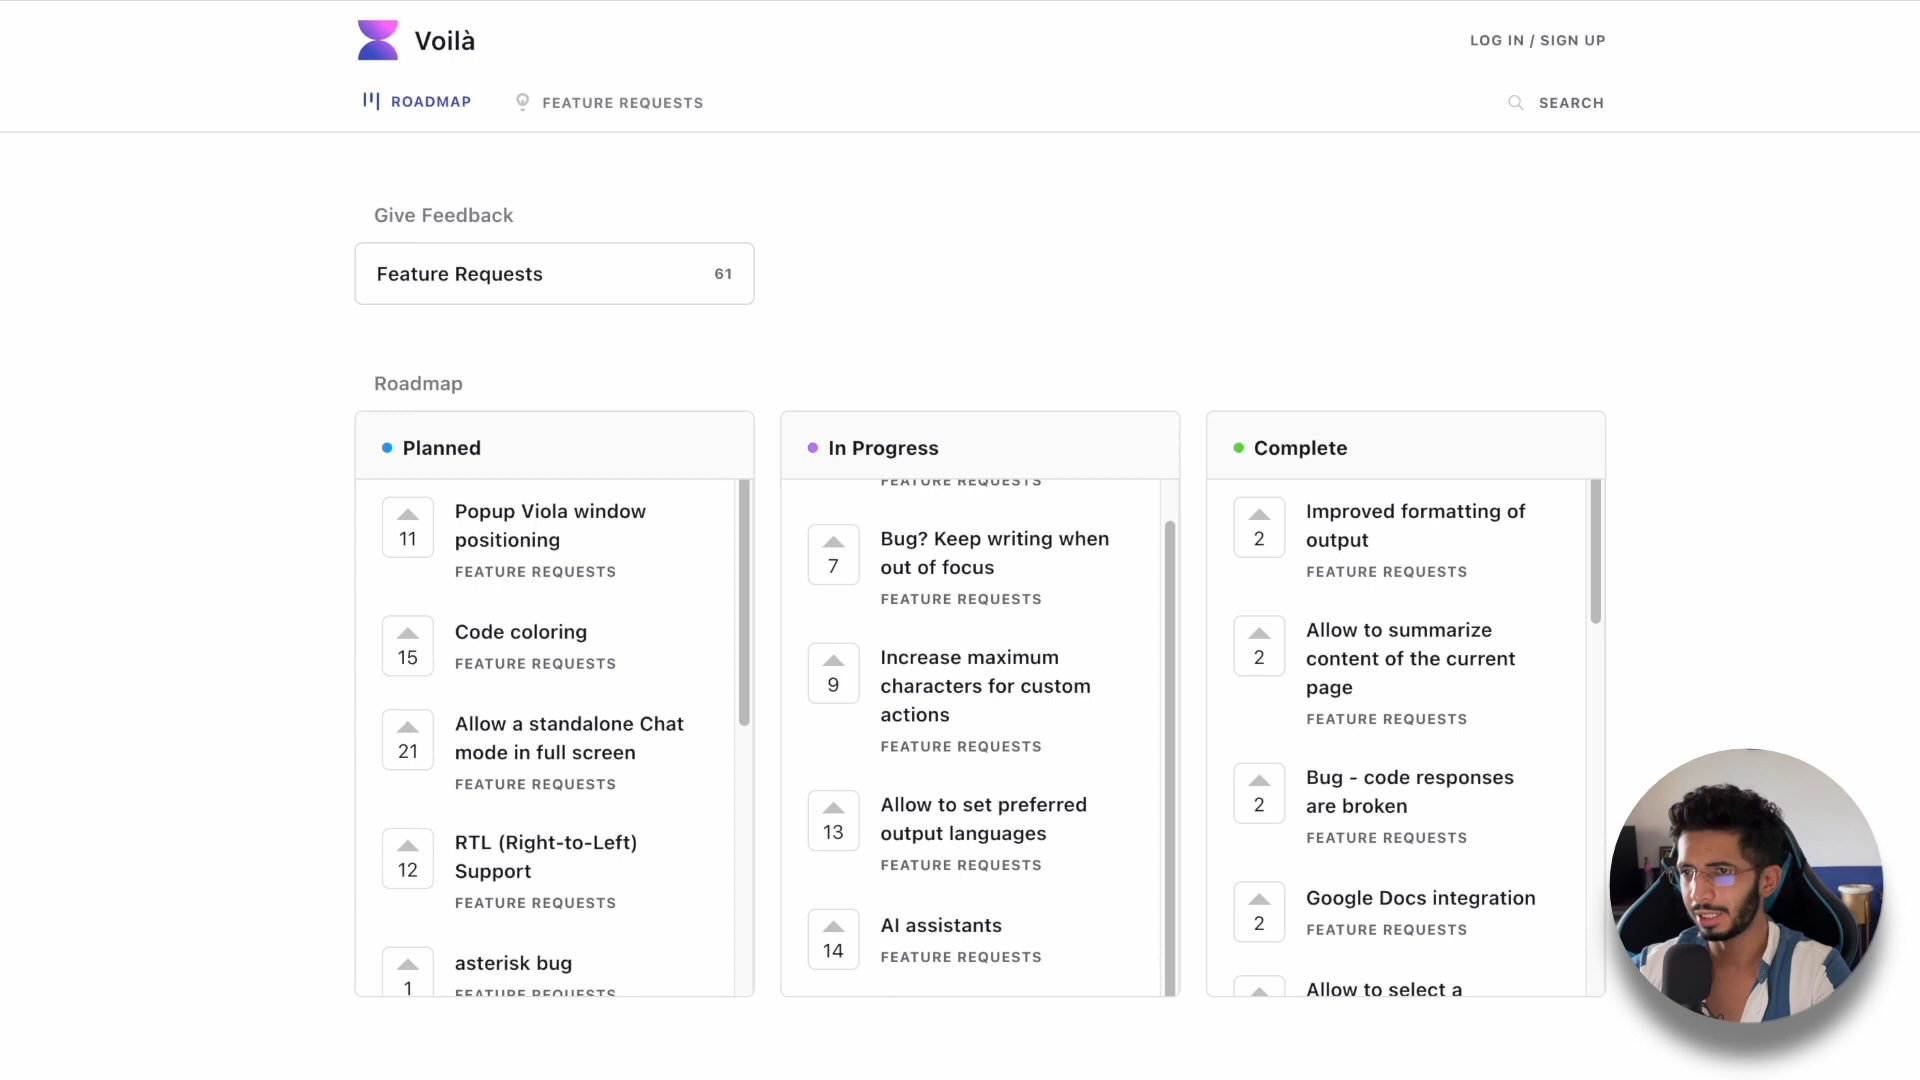 Voilà
LOG IN / SIGN UP
ROADMAP
FEATURE REQUESTS
SEARCH
Give Feedback
Feature Requests
61
Roadmap
Planned
11
Popup Viola window
positioning
FEATURE REQUESTS
15
Code coloring
FEATURE REQUESTS
21
Allow a standalone Chat
mode in full screen
FEATURE REQUESTS
12
RTL (Right-to-Left)
Support
FEATURE REQUESTS
1
asterisk bug
FEATURE REQUESTS
In Progress
FEATURE REQUESTS
7
Bug? Keep writing when
out of focus
FEATURE REQUESTS
9
Increase maximum
characters for custom
actions
FEATURE REQUESTS
13
Allow to set preferred
output languages
FEATURE REQUESTS
14
AI assistants
FEATURE REQUESTS
Complete
2
Improved formatting of
output
FEATURE REQUESTS
2
Allow to summarize
content of the current
page
FEATURE REQUESTS
2
Bug - code responses
are broken
FEATURE REQUESTS
2
Google Docs integration
FEATURE REQUESTS
Allow to select a